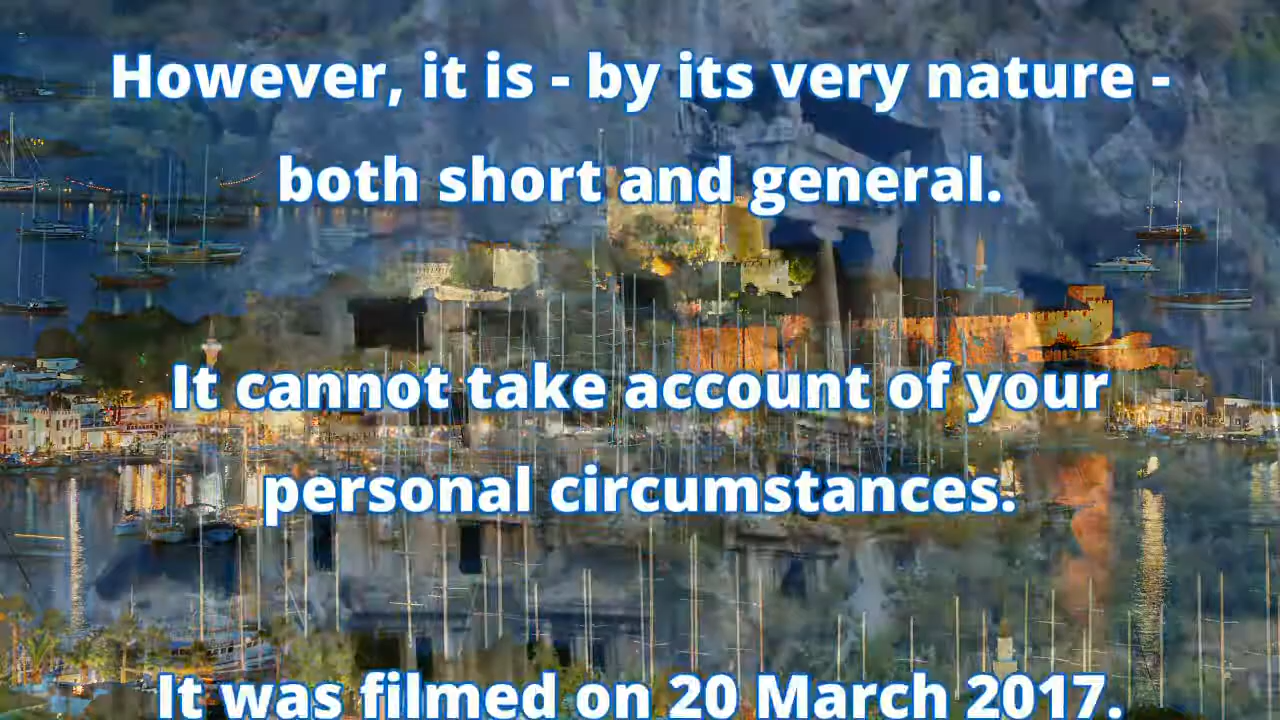 However, it is - by its very nature -
both short and general.
It cannot take account of your
personal circumstances.
It was filmed on 20 March 2017.